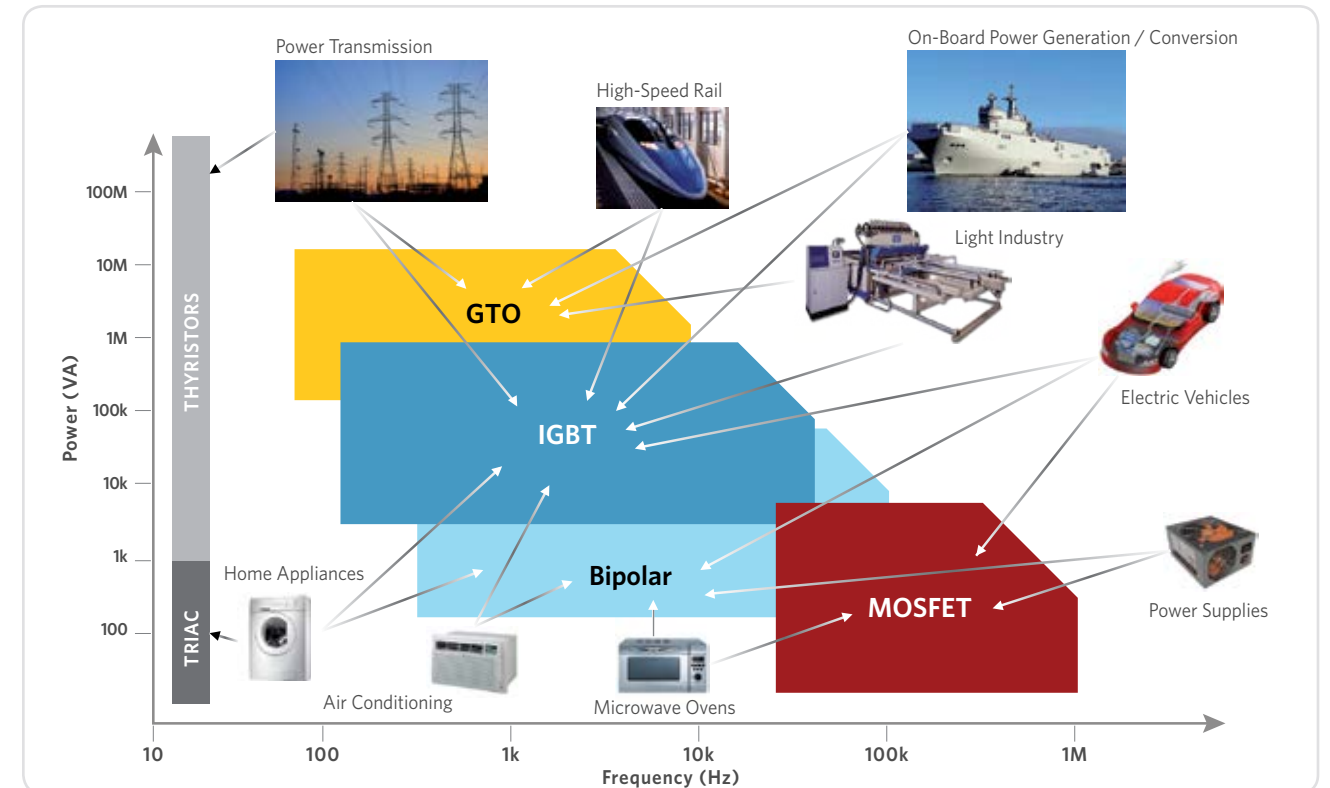 Power Transmission
High-Speed Rail
On-Board Power Generation / Conversion
Light Industry
Electric Vehicles
Power Supplies
Home Appliances
Air Conditioning
Microwave Ovens
GTO
IGBT
Bipolar
MOSFET
THYRISTORS
TRIAC
Power (VA)
100M
10M
1M
100k
10k
1k
100
10
100
1k
10k
100k
1M
Frequency (Hz)